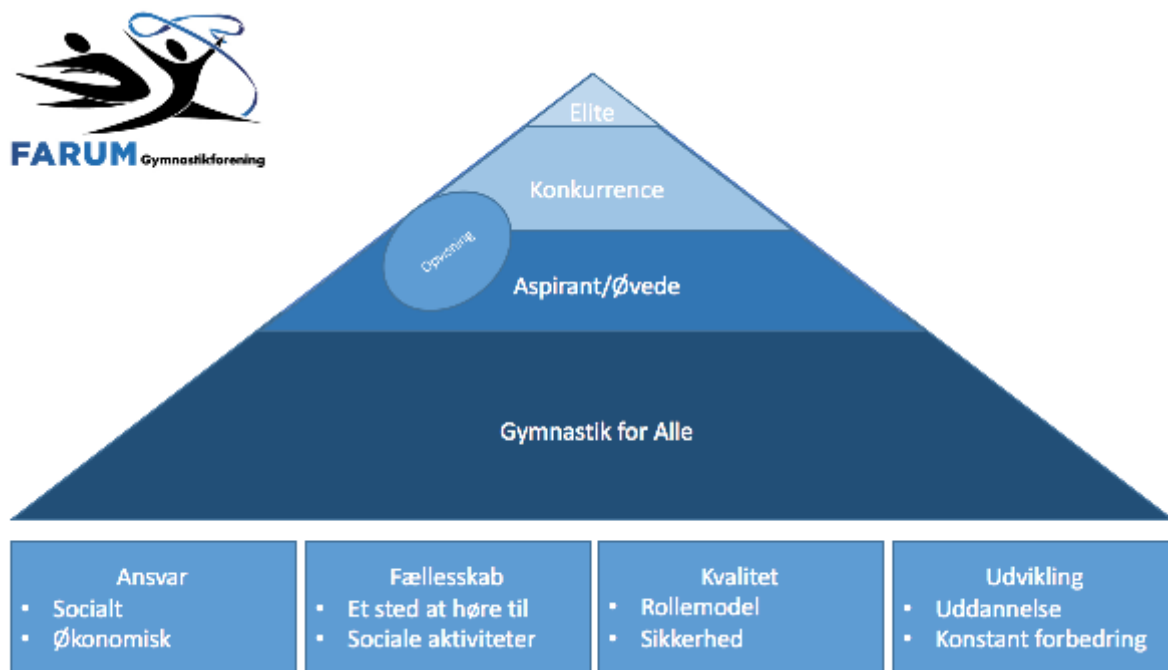 FARUM Gymnastikforening
Elite
Konkurrence
Opvisning
Aspirant/Øvede
Gymnastik for Alle
Ansvar
• Socialt
• Økonomisk
Fællesskab
• Et sted at høre til
• Sociale aktiviteter
Kvalitet
• Rollemodel
• Sikkerhed
Udvikling
• Uddannelse
• Konstant forbedring